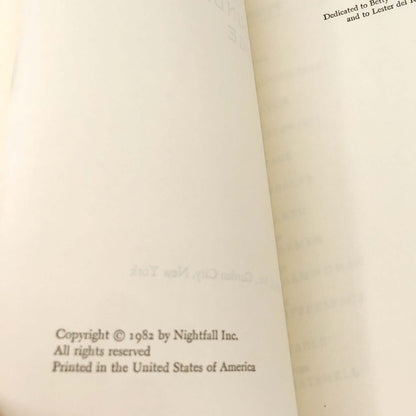 Copyright © 1982 by Nightfall Inc.
All rights reserved
Printed in the United States of America
Dedicated to Betty
and to Lester del
Garden City, New York